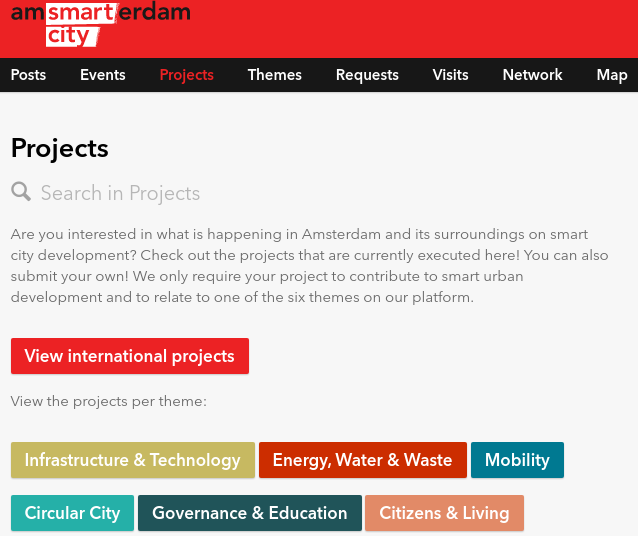 amsmarterdam
city
Posts Events Projects Themes Requests Visits Network Map
Projects
Search in Projects
Are you interested in what is happening in Amsterdam and its surroundings on smart
city development? Check out the projects that are currently executed here! You can also
submit your own! We only require your project to contribute to smart urban
development and to relate to one of the six themes on our platform.
View international projects
View the projects per theme:
Infrastructure & Technology Energy, Water & Waste Mobility
Circular City Governance & Education Citizens & Living